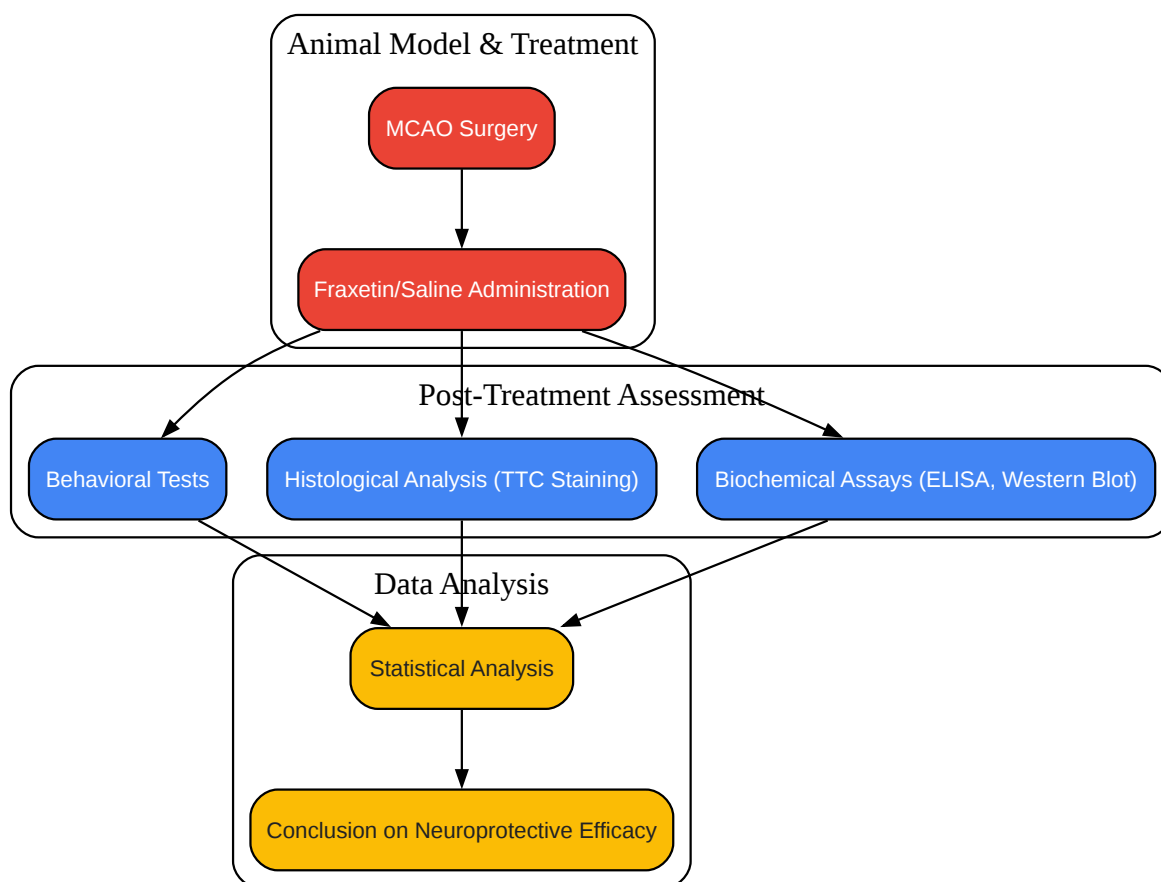 Animal Model & Treatment
MCAO Surgery
Fraxetin/Saline Administration
Post-Treatment Assessment
Behavioral Tests
Histological Analysis (TTC Staining)
Biochemical Assays (ELISA, Western Blot)
Data Analysis
Statistical Analysis
Conclusion on Neuroprotective Efficacy